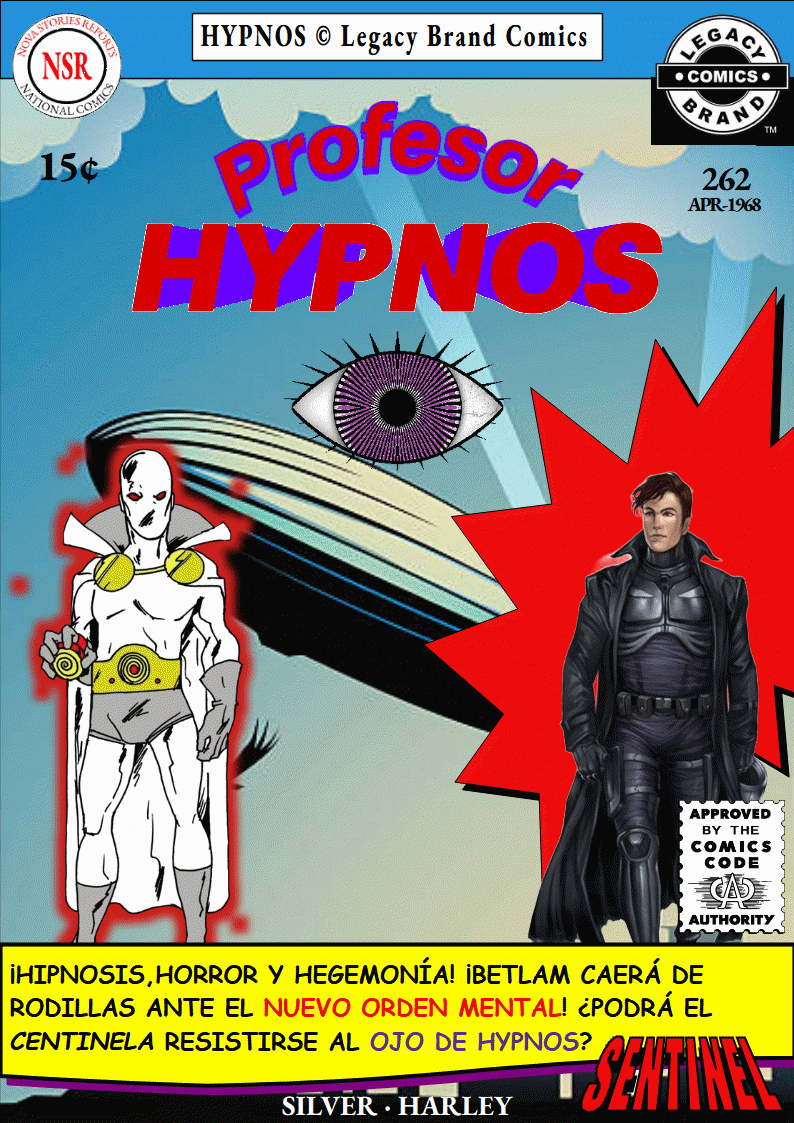 NOVA STORIES REPORTS
NSR
NATIONAL COMICS
HYPNOS © Legacy Brand Comics
LEGACY
COMICS
BRAND
TM
15¢
262
APR-1968
Profesor
HYPNOS
APPROVED
BY THE
COMICS
CODE
CA
AUTHORITY
¡HIPNOSIS,HORROR Y HEGEMONÍA! ¡BETLAM CAERÁ DE
RODILLAS ANTE EL NUEVO ORDEN MENTAL! ¿PODRÁ EL
CENTINELA RESISTIRSE AL OJO DE HYPNOS?
SENTINEL
SILVER · HARLEY